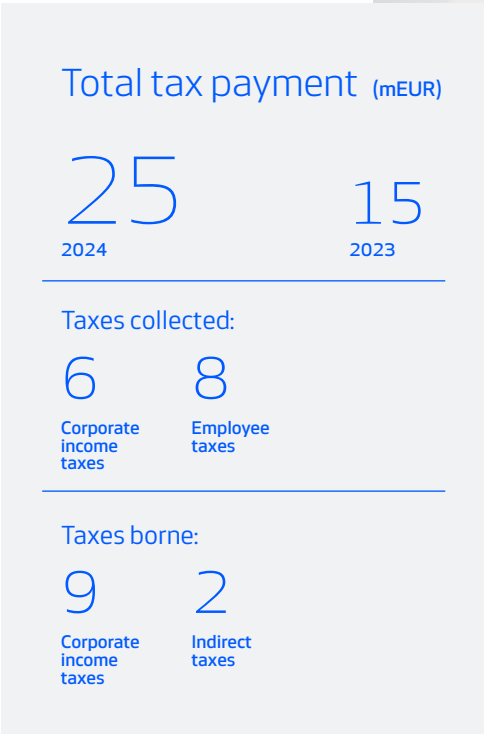 Total tax payment (mEUR)
25 15
2024 2023
Taxes collected:
6 8
Corporate Employee
income taxes
taxes
Taxes borne:
9 2
Corporate Indirect
income taxes
taxes